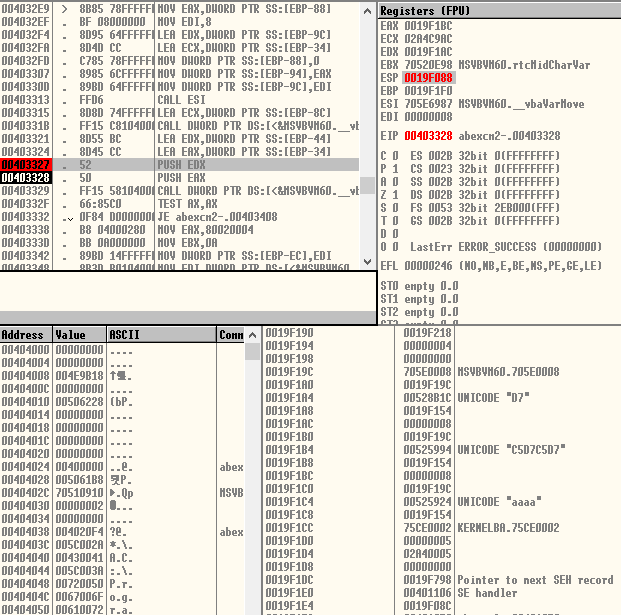 004032E9 > 8B85 78FFFFFF MOV EAX,DWORD PTR SS:[EBP-88]
004032EF . BF 08000000 MOV EDI,8
004032F4 . 8D95 64FFFFFF LEA EDX,DWORD PTR SS:[EBP-9C]
004032FA . 8D4D CC LEA ECX,DWORD PTR SS:[EBP-34]
004032FD . C785 78FFFFFF MOV DWORD PTR SS:[EBP-88],0
00403307 . 8985 6CFFFFFF MOV DWORD PTR SS:[EBP-94],EAX
0040330D . 89BD 64FFFFFF MOV DWORD PTR SS:[EBP-9C],EDI
00403313 . FFD6 CALL ESI
00403315 . 8D8D 74FFFFFF LEA ECX,DWORD PTR SS:[EBP-8C]
0040331B . FF15 C8104000 CALL DWORD PTR DS:[<&MSVBVM60.__vb
00403321 . 8D55 BC LEA EDX,DWORD PTR SS:[EBP-44]
00403324 . 8D45 CC LEA EAX,DWORD PTR SS:[EBP-34]
00403327 . 52 PUSH EDX
00403328 . 50 PUSH EAX
00403329 . FF15 58104000 CALL DWORD PTR DS:[<&MSVBVM60.__vb
0040332F . 66:85C0 TEST AX,AX
00403332 .v 0F84 D0000000 JE abexcm2-.00403408
00403338 . B8 04000280 MOV EAX,80020004
0040333D . BB 0A000000 MOV EBX,0A
00403342 . 89BD 14FFFFFF MOV DWORD PTR SS:[EBP-EC],EDI
00403348 . 8B3D B0104000 MOV EDI,DWORD PTR DS:[<&MSVBVM60.
Registers (FPU)
EAX 0019F1BC
ECX 02A4C9AC
EDX 0019F1AC
EBX 70520E98 MSVBVM60.rtcMidCharVar
ESP 0019F088
EBP 0019F1F0
ESI 705E6987 MSVBVM60.__vbaVarMove
EDI 00000008
EIP 00403328 abexcm2-.00403328
C 0 ES 002B 32bit 0(FFFFFFFF)
P 1 CS 0023 32bit 0(FFFFFFFF)
A 0 SS 002B 32bit 0(FFFFFFFF)
Z 1 DS 002B 32bit 0(FFFFFFFF)
S 0 FS 0053 32bit 2EB000(FFF)
T 0 GS 002B 32bit 0(FFFFFFFF)
D 0
O 0 LastErr ERROR_SUCCESS (00000000)
EFL 00000246 (NO,NB,E,BE,NS,PE,GE,LE)
ST0 empty 0.0
ST1 empty 0.0
ST2 empty 0.0
ST3 empty 0.0
Address Value ASCII Comm
00404000 00000000 ....
00404004 00000000 ....
00404008 004E9B18
0040400C 00000000 ....
00404010 00506228 (bP.
00404014 00000000 ....
00404018 00000000 ....
0040401C 00000000 ....
00404020 00000000 ....
00404024 00400000 ..@. abex
00404028 005061B8
0040402C 70510910 .Qp MSVB
00404030 00000002
00404034 00000000 ....
00404038 004020F4 ?@. abex
0040403C 005C002A *.\.
00404040 00430041 A.C.
00404044 005C003A :.\.
00404048 00720050 P.r.
0040404C 0067006F o.g.
00404050 00610072 r.a.
0019F190 0019F218
0019F194 00000004
0019F198 00000000
0019F19C 705E0008 MSVBVM60.705E0008
0019F1A0 0019F19C
0019F1A4 00528B1C UNICODE "D7"
0019F1A8 0019F154
0019F1AC 00000008
0019F1B0 0019F19C
0019F1B4 00525994 UNICODE "C5D7C5D7"
0019F1B8 0019F154
0019F1BC 00000008
0019F1C0 0019F19C
0019F1C4 00525924 UNICODE "aaaa"
0019F1C8 0019F154
0019F1CC 75CE0002 KERNELBA.75CE0002
0019F1D0 00000005
0019F1D4 02A40005
0019F1D8 00000000
0019F1DC 0019F798 Pointer to next SEH record
0019F1E0 00401106 SE handler
0019F1E4 0019F08C